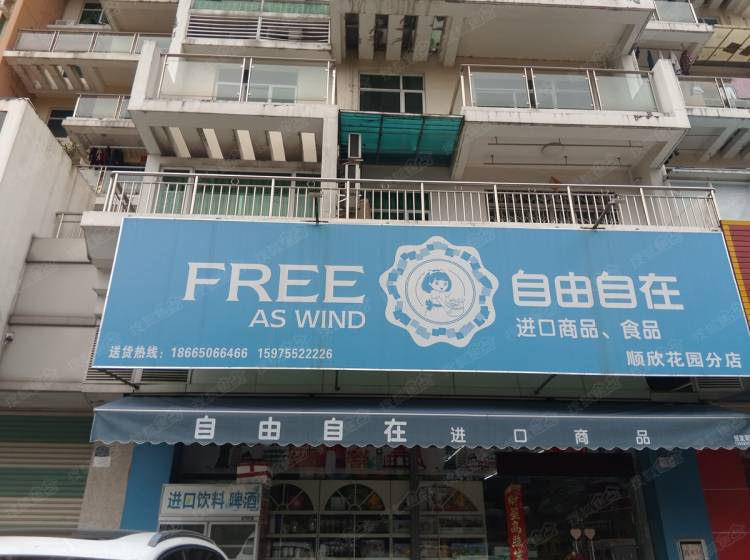 FREE
AS WIND
自由自在
进口商品、食品
送货热线：18665066466 15975522226
顺欣花园分店
自由自在 进口商品
进口饮料 啤酒